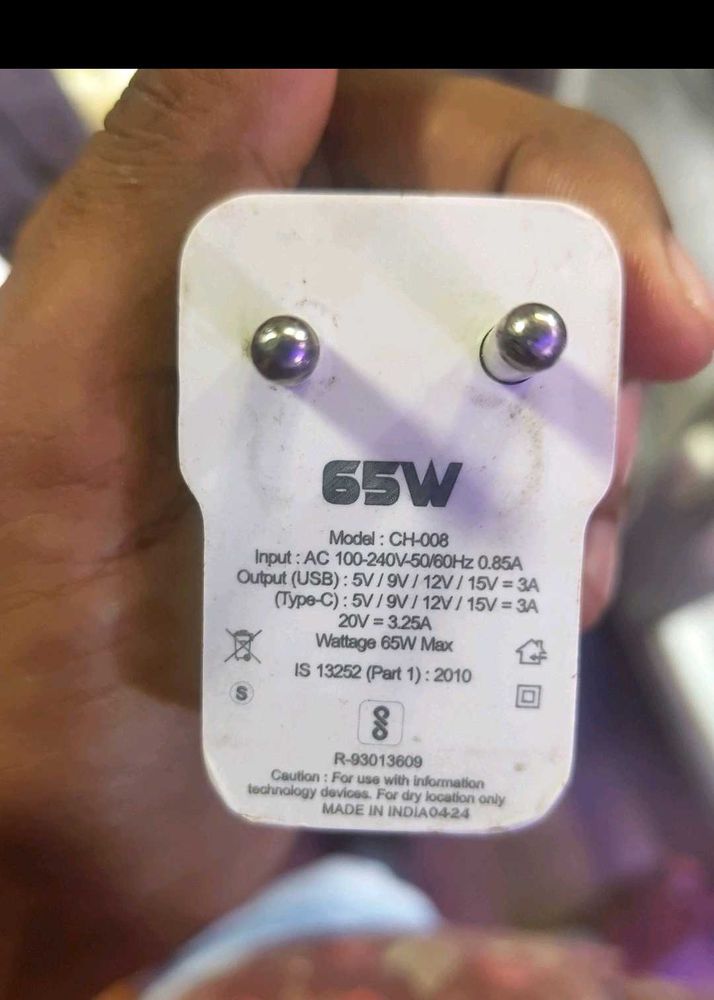 65W
Model : CH-008
Input : AC 100-240V-50/60Hz 0.85A
Output (USB) : 5V / 9V / 12V / 15V = 3A
(Type-C) : 5V / 9V / 12V / 15V = 3A
20V = 3.25A
Wattage 65W Max
IS 13252 (Part 1) : 2010
S
R-93013609
Caution : For use with information
technology devices. For dry location only
MADE IN INDIA04-24